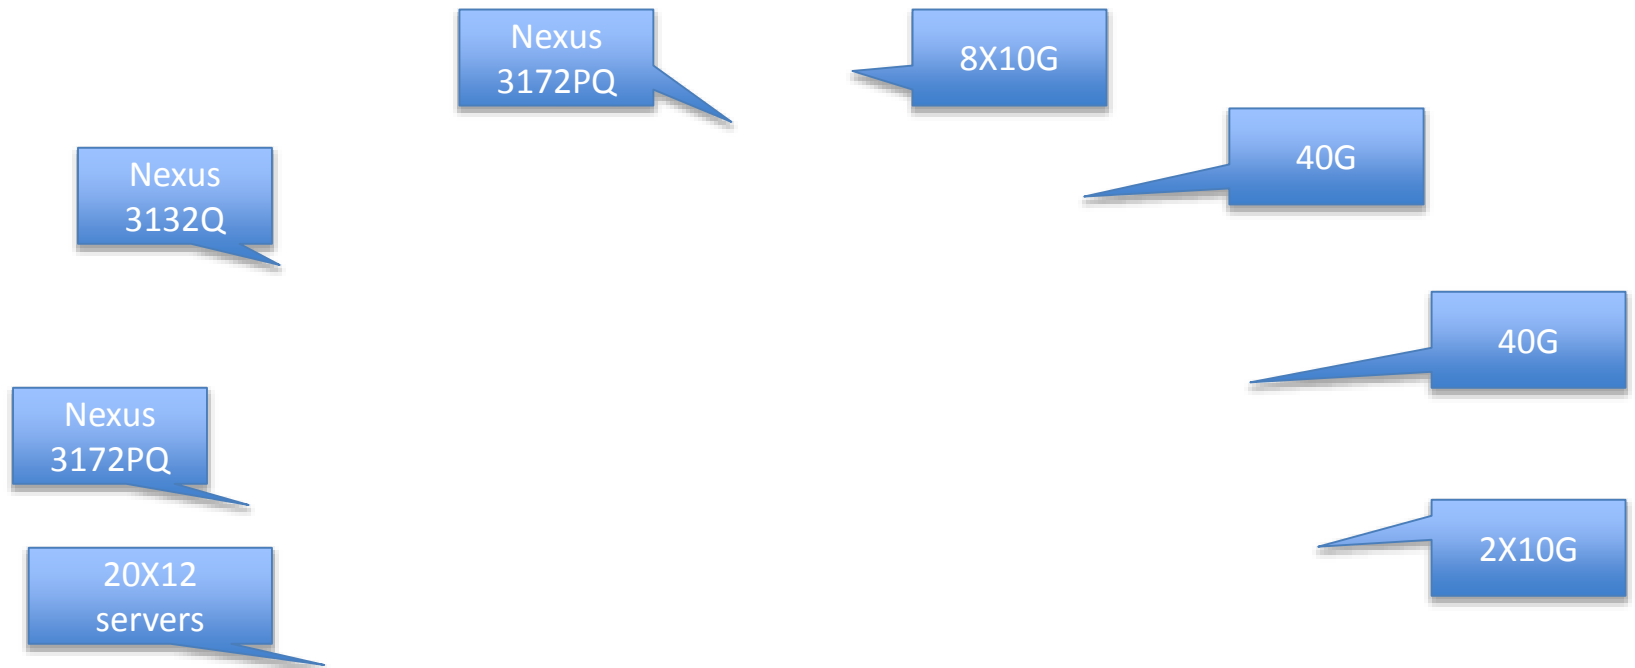 Nexus
3172PQ
8X10G
40G
Nexus
3132Q
40G
Nexus
3172PQ
2X10G
20X12
servers